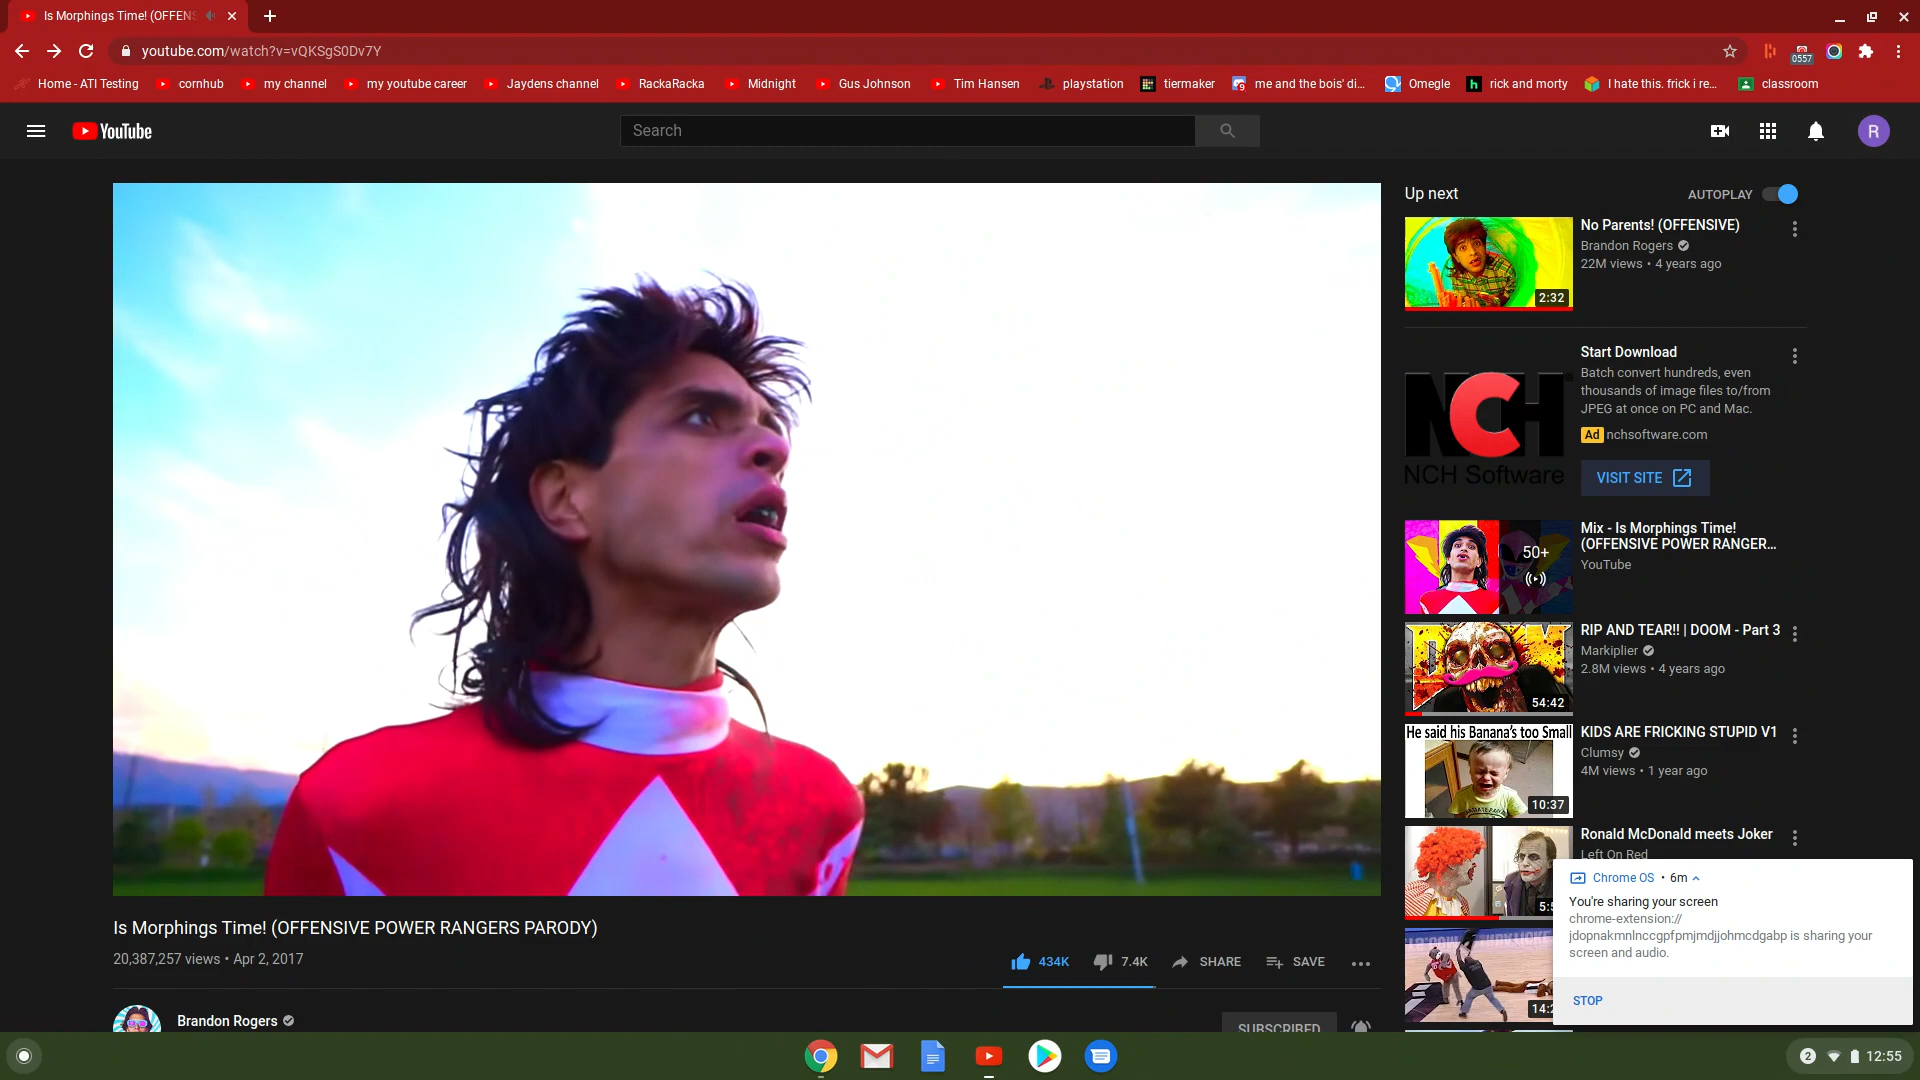 Is Morphings Time! (OFFENS
youtube.com/watch?v=vQKSgS0Dv7Y
0557
Home - ATI Testing
cornhub
my channel
my youtube career
Jaydens channel
RackaRacka
Midnight
Gus Johnson
Tim Hansen
playstation
tiermaker
me and the bois' di...
Omegle
rick and morty
I hate this. frick i re...
classroom
YouTube
Search
R
Up next
AUTOPLAY
No Parents! (OFFENSIVE)
Brandon Rogers
22M views • 4 years ago
2:32
Start Download
Batch convert hundreds, even
thousands of image files to/from
JPEG at once on PC and Mac.
Ad nchsoftware.com
VISIT SITE
NCH
NCH Software
Mix - Is Morphings Time!
(OFFENSIVE POWER RANGER...
YouTube
50+
RIP AND TEAR!! | DOOM - Part 3
Markiplier
2.8M views • 4 years ago
54:42
He said his Banana's too Small
KIDS ARE FRICKING STUPID V1
Clumsy
4M views • 1 year ago
10:37
Ronald McDonald meets Joker
Left On Red
Chrome OS • 6m
You're sharing your screen
chrome-extension://
jdopnakmnlnccgpfpmjmdjjohmcdgabp is sharing your
screen and audio.
STOP
Is Morphings Time! (OFFENSIVE POWER RANGERS PARODY)
20,387,257 views • Apr 2, 2017
434K
7.4K
SHARE
SAVE
Brandon Rogers
SUBSCRIBED
2
12:55